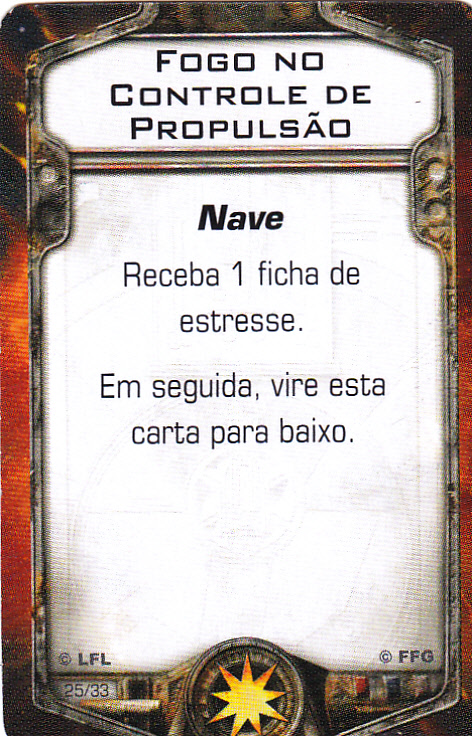 Fogo no
Controle de
Propulsão
Nave
Receba 1 ficha de
estresse.
Em seguida, vire esta
carta para baixo.
© LFL
© FFG
25/33